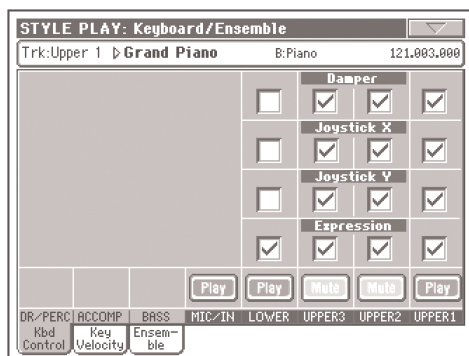 STYLE PLAY: Keyboard/Ensemble
Trk:Upper 1 Grand Piano B:Piano 121.003.000
Damper
Joystick X
Joystick Y
Expression
Play Play Mute Mute Play
DR/PERC ACCOMP BASS MIC/IN LOWER UPPER3 UPPER2 UPPER1
Kbd Control
Key Velocity
Ensem-ble